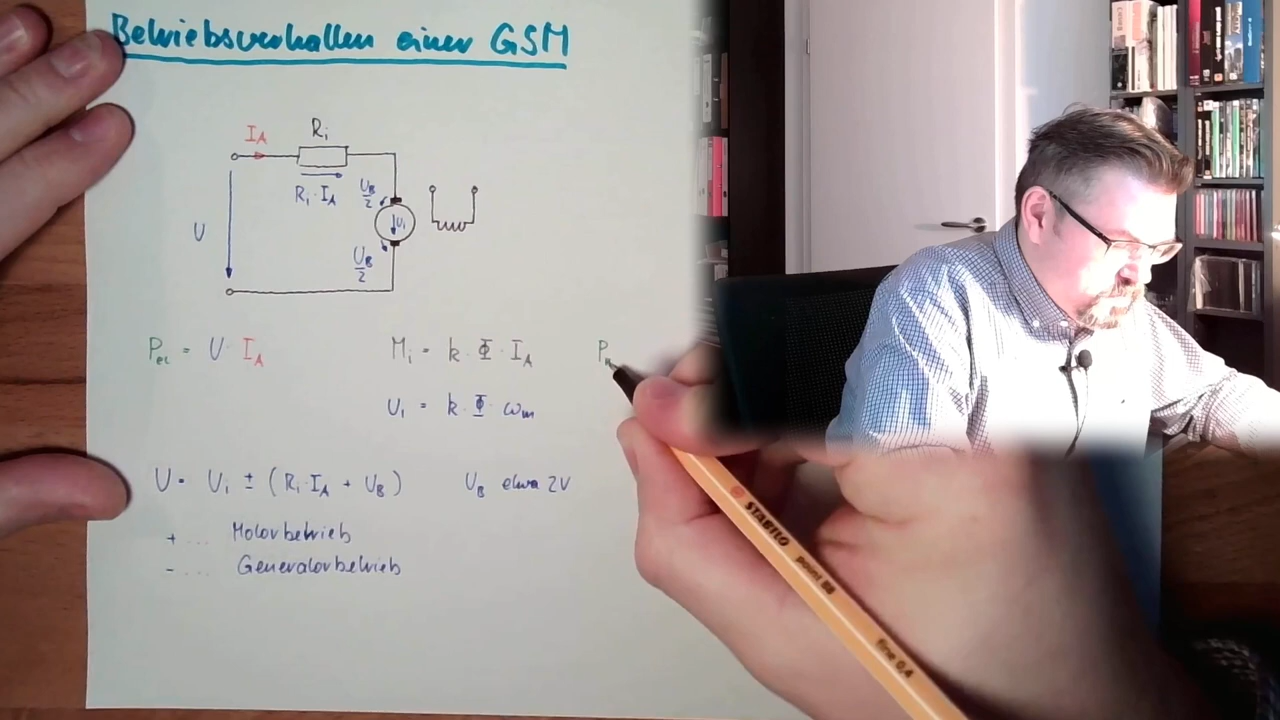 Betriebsverhalten einer GSM
I_A
R_i
R_i · I_A
U_B/2
U
U_i
U_B/2
P_el = U · I_A
M_i = k · Φ · I_A
P_m
U_i = k · Φ · ω_m
U = U_i ± (R_i · I_A + U_B)
U_B etwa 2V
+ ... Motorbetrieb
- ... Generatorbetrieb
STABILO point 88 fine 0,4